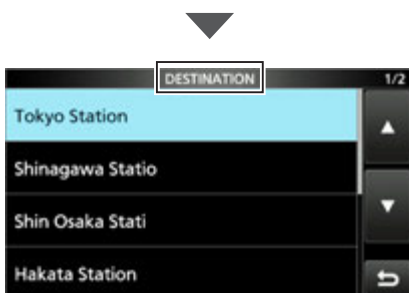 DESTINATION 1/2
Tokyo Station
Shinagawa Statio
Shin Osaka Stati
Hakata Station